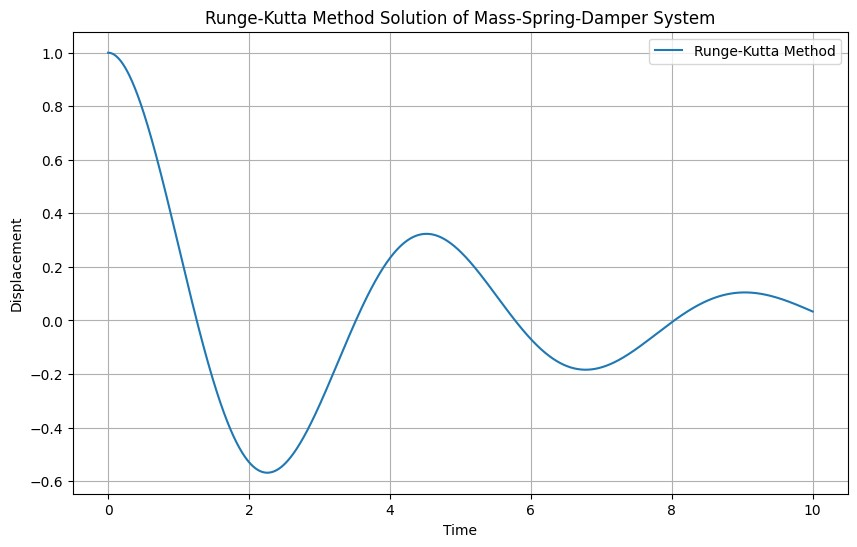 Runge-Kutta Method Solution of Mass-Spring-Damper System
Runge-Kutta Method
1.0
0.8
0.6
0.4
0.2
0.0
−0.2
−0.4
−0.6
Displacement
0 2 4 6 8 10
Time